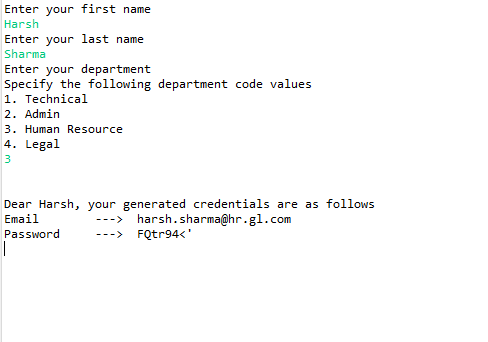 Enter your first name
Harsh
Enter your last name
Sharma
Enter your department
Specify the following department code values
1. Technical
2. Admin
3. Human Resource
4. Legal
3
Dear Harsh, your generated credentials are as follows
Email        ---> harsh.sharma@hr.gl.com
Password     ---> FQtr94<'